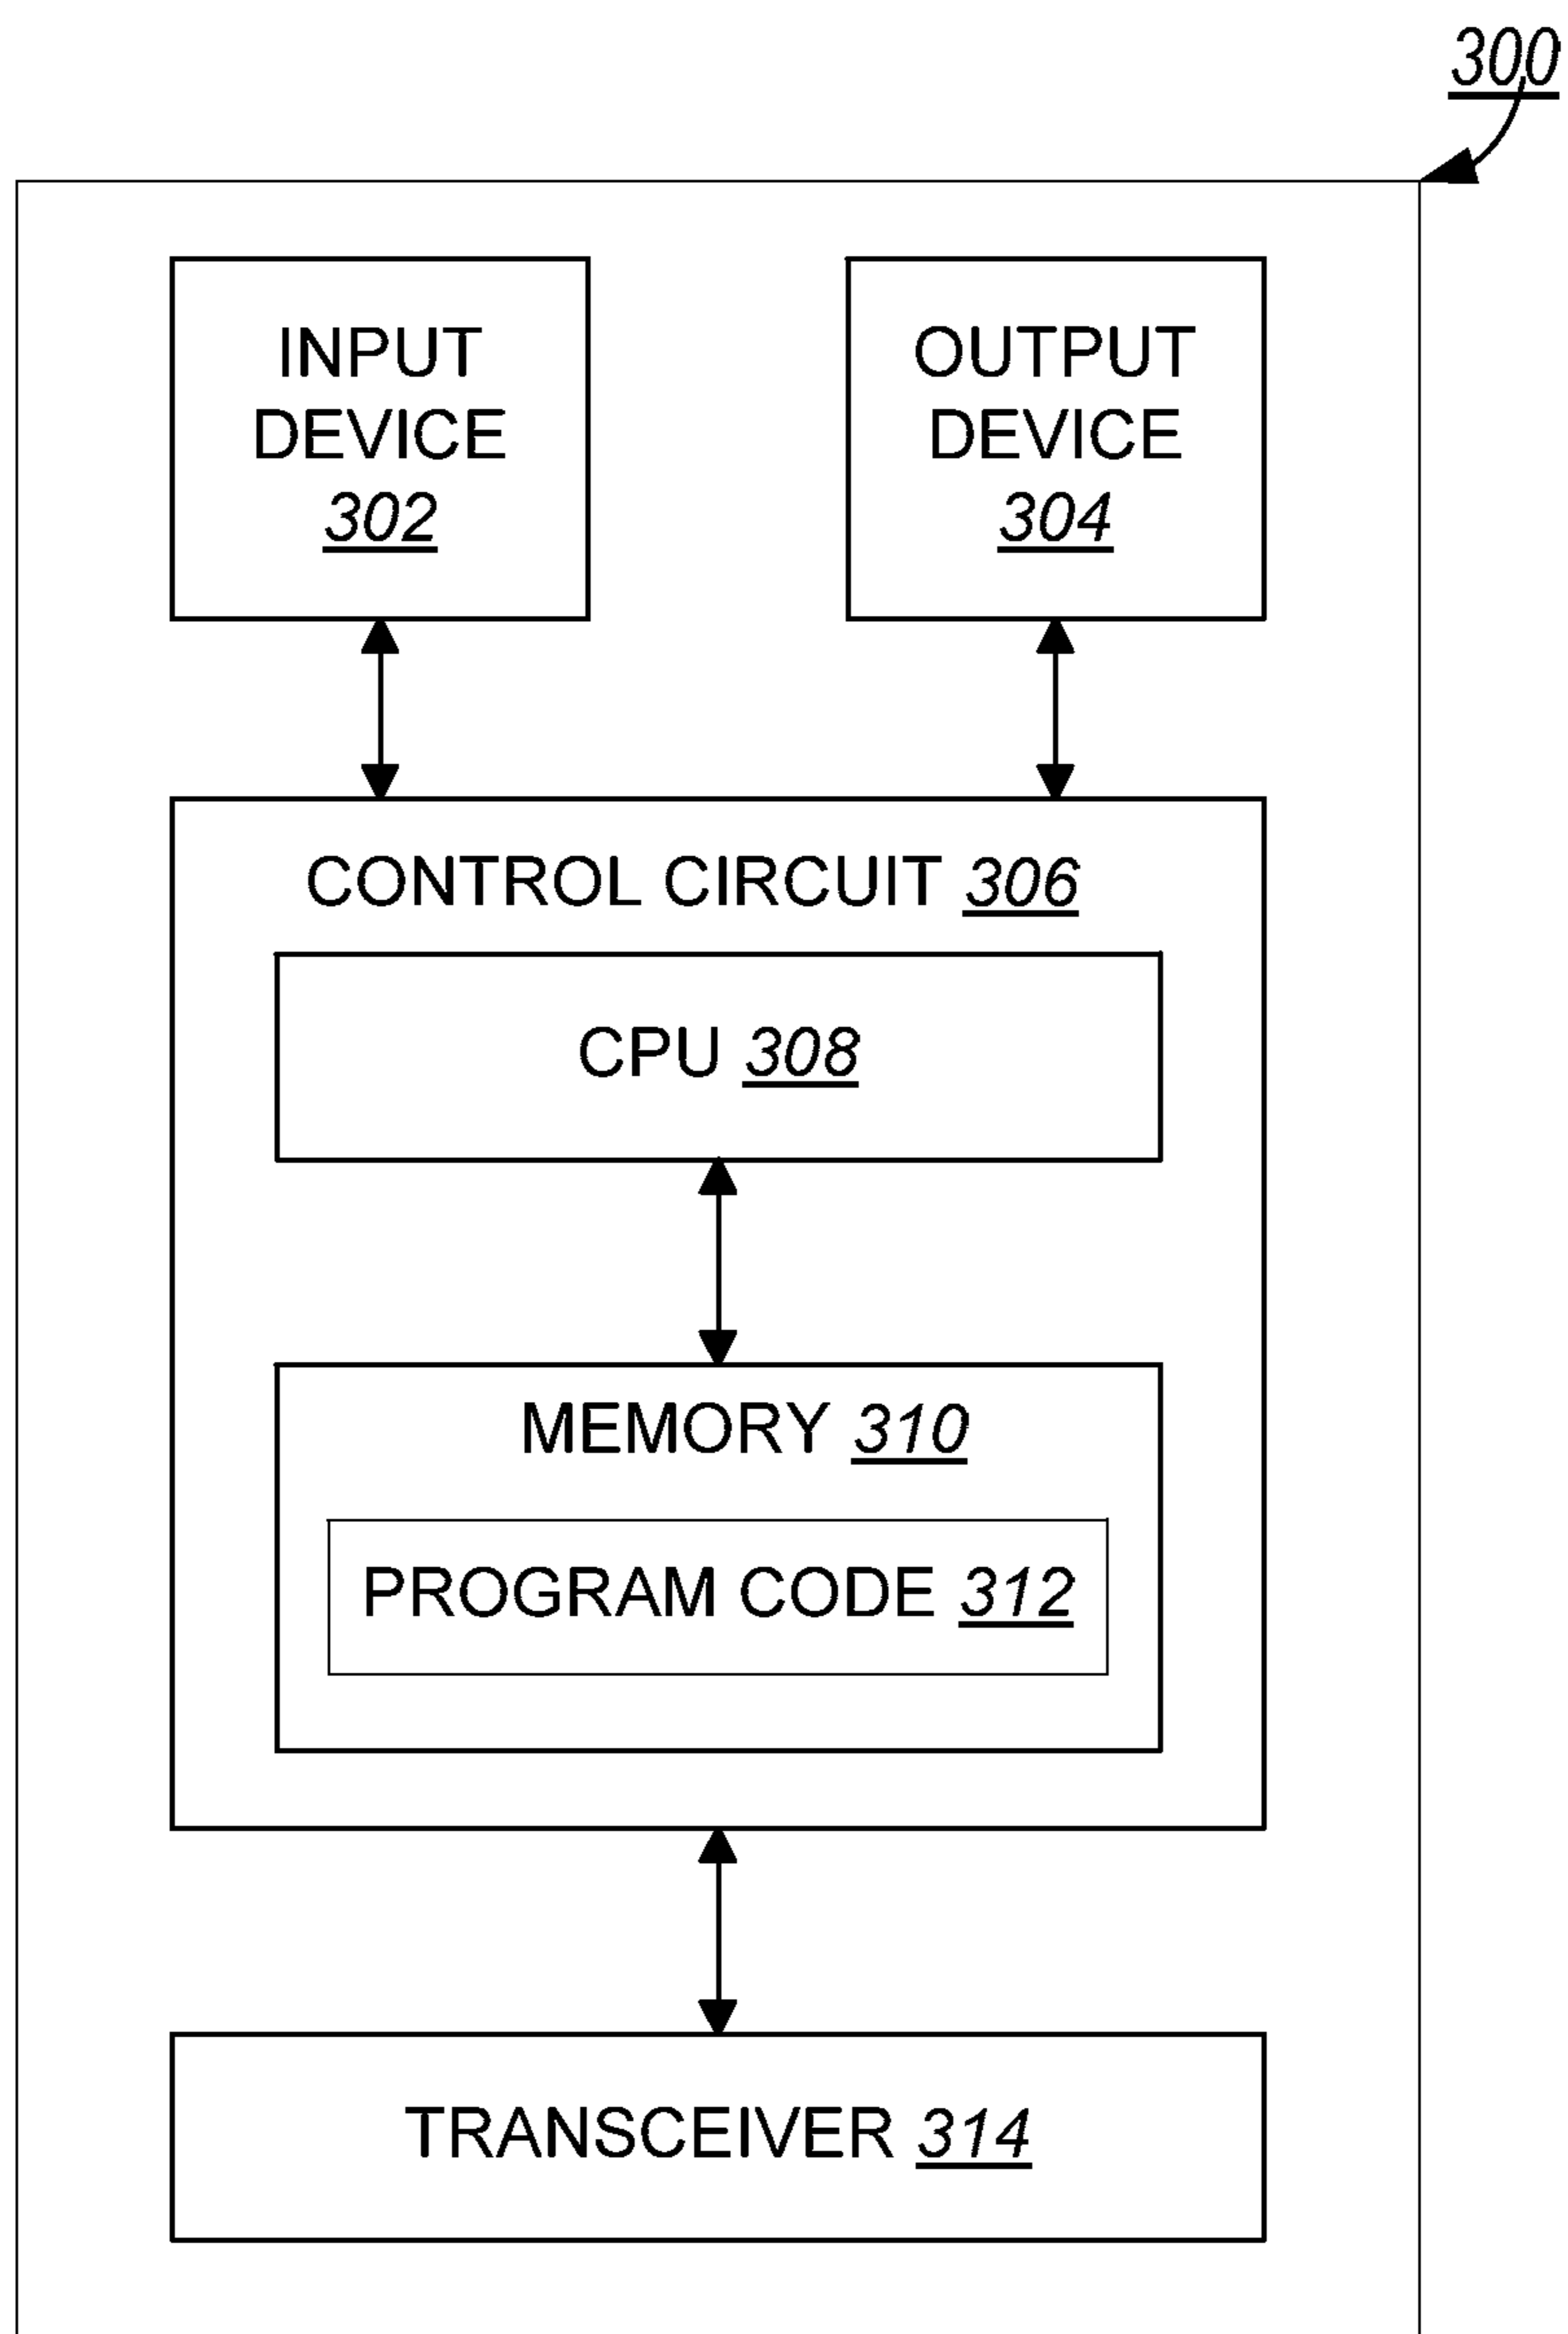 300
INPUT
DEVICE
302
OUTPUT
DEVICE
304
CONTROL CIRCUIT 306
CPU 308
MEMORY 310
PROGRAM CODE 312
TRANSCEIVER 314